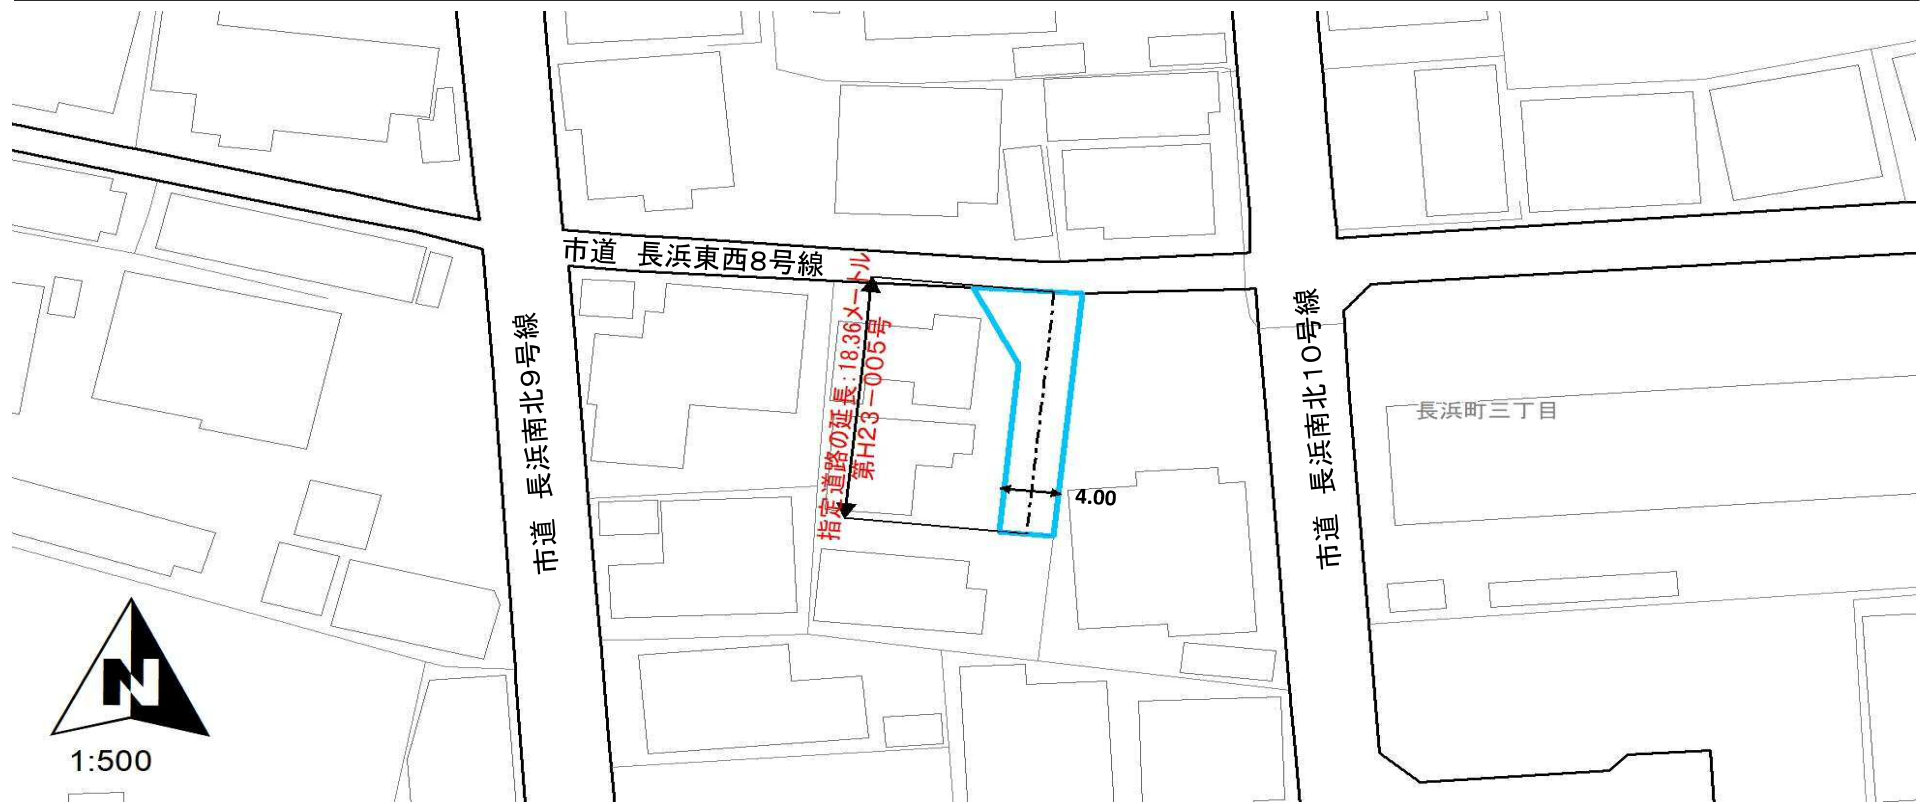 市道 長浜東西8号線
指定道路の延長:18.36メートル
第H23-005号
市道 長浜南北9号線
市道 長浜南北10号線
長浜町三丁目
4.00
N
1:500